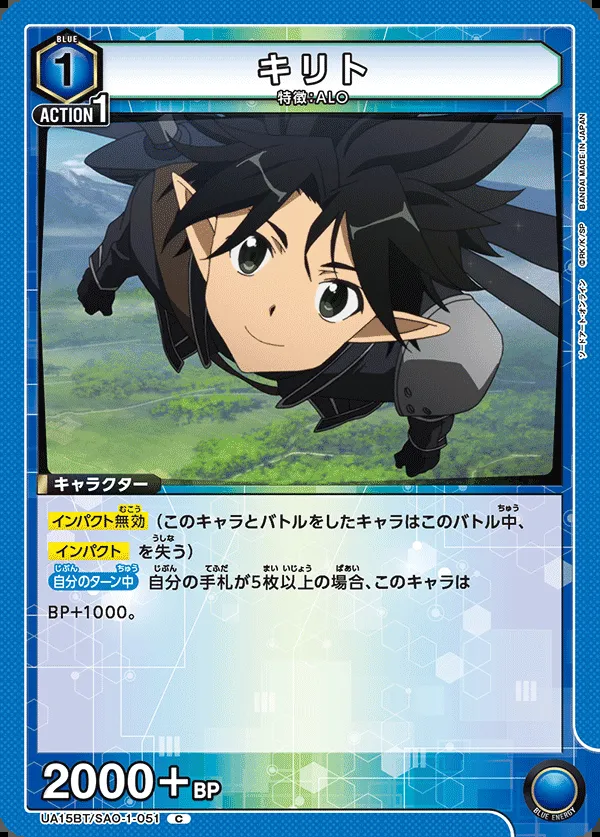 BLUE
1
キリト
ACTION 1
特徴:ALO
BANDAI MADE IN JAPAN
©RK/K/SP
ソードアート・オンライン
キャラクター
インパクト無効 (このキャラとバトルをしたキャラはこのバトル中、
インパクト を失う)
自分のターン中 自分の手札が5枚以上の場合、このキャラは
BP+1000。
2000+BP
UA15BT/SAO-1-051 C
BLUE ENERGY